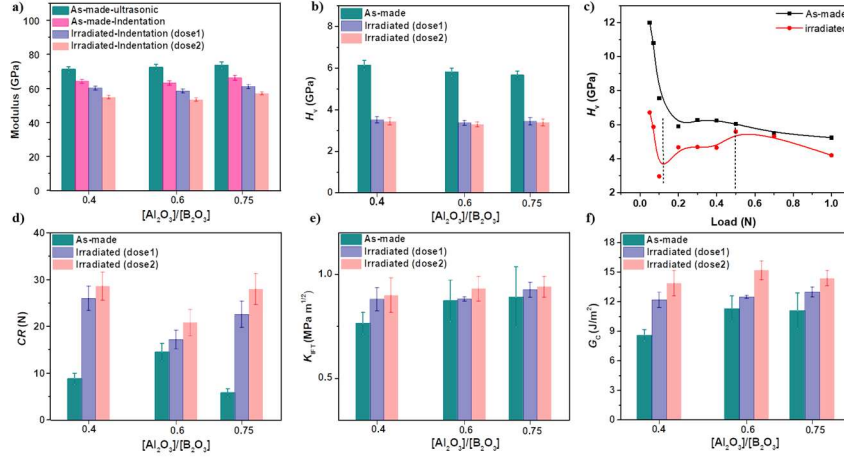 a)
As-made-ultrasonic
As-made-Indentation
Irradiated-Indentation (dose1)
Irradiated-Indentation (dose2)
Modulus (GPa)
100
80
60
40
20
0
0.4
0.6
0.75
[Al₂O₃]/[B₂O₃]
b)
As-made
Irradiated (dose1)
Irradiated (dose2)
Hᵥ (GPa)
10
8
6
4
2
0
0.4
0.6
0.75
[Al₂O₃]/[B₂O₃]
c)
As-made
irradiated
Hᵥ (GPa)
12
10
8
6
4
2
0.0
0.2
0.4
0.6
0.8
1.0
Load (N)
d)
As-made
Irradiated (dose1)
Irradiated (dose2)
CR (N)
40
30
20
10
0
0.4
0.6
0.75
[Al₂O₃]/[B₂O₃]
e)
As-made
Irradiated (dose1)
Irradiated (dose2)
K_IFT (MPa m^1/2)
1.0
0.5
0.4
0.6
0.75
[Al₂O₃]/[B₂O₃]
f)
As-made
Irradiated (dose1)
Irradiated (dose2)
G_C (J/m²)
18
15
12
9
6
3
0
0.4
0.6
0.75
[Al₂O₃]/[B₂O₃]